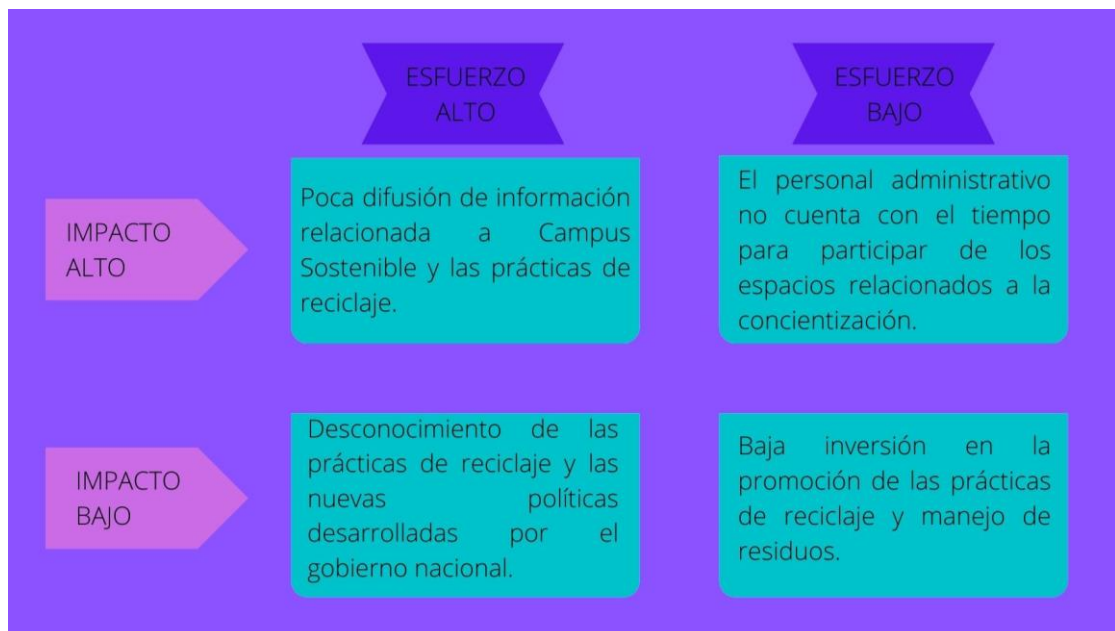 ESFUERZO
ALTO
ESFUERZO
BAJO
IMPACTO
ALTO
Poca difusión de información
relacionada a Campus
Sostenible y las prácticas de
reciclaje.
El personal administrativo
no cuenta con el tiempo
para participar de los
espacios relacionados a la
concientización.
IMPACTO
BAJO
Desconocimiento de las
prácticas de reciclaje y las
nuevas políticas
desarrolladas por el
gobierno nacional.
Baja inversión en la
promoción de las prácticas
de reciclaje y manejo de
residuos.